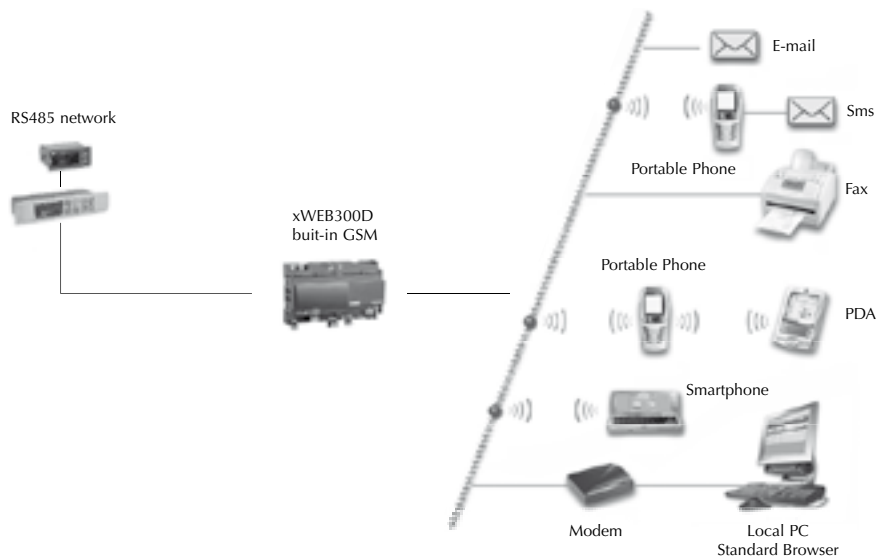 E-mail
RS485 network
Sms
Portable Phone
Fax
xWEB300D
buit-in GSM
Portable Phone
PDA
Smartphone
Modem
Local PC
Standard Browser